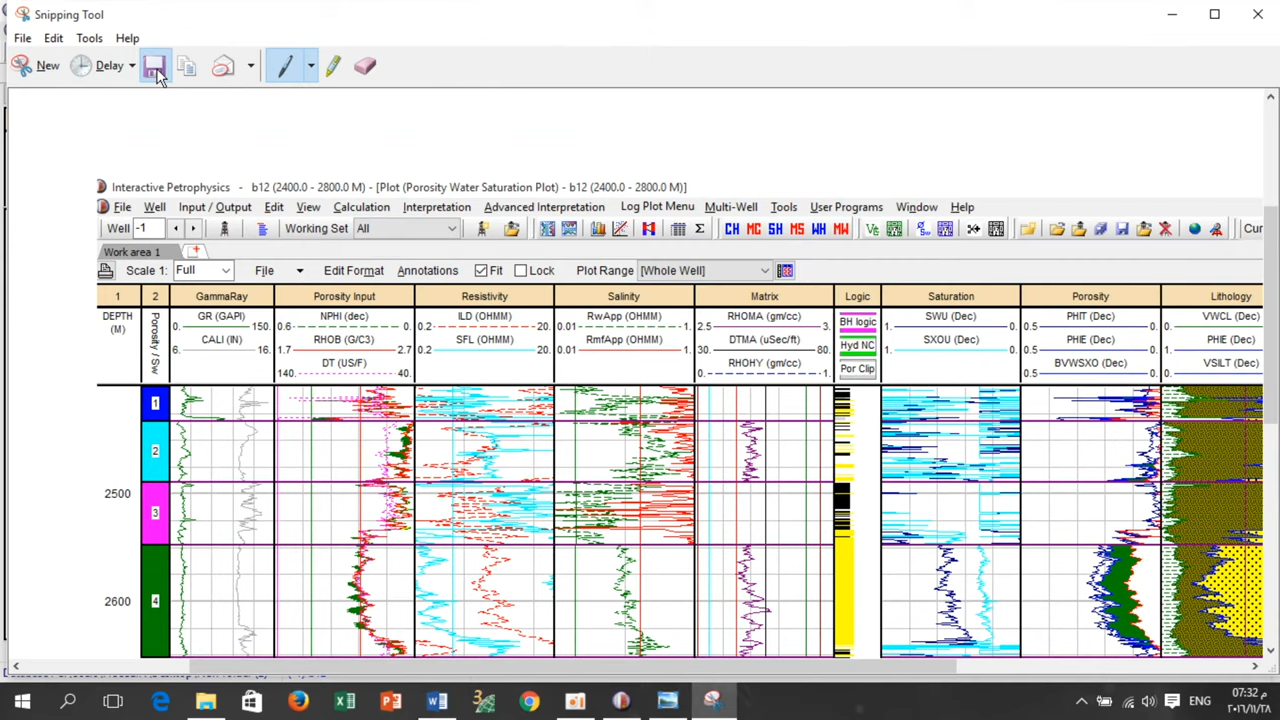 Snipping Tool
File Edit Tools Help
New Delay
Interactive Petrophysics - b12 (2400.0 - 2800.0 M) - [Plot (Porosity Water Saturation Plot) - b12 (2400.0 - 2800.0 M)]
File Well Input / Output Edit View Calculation Interpretation Advanced Interpretation Log Plot Menu Multi-Well Tools User Programs Window Help
Well -1 Working Set All Σ CH MC SH MS WH MW Cur
Work area 1
Scale 1: Full File Edit Format Annotations Fit Lock Plot Range [Whole Well]
1 2 GammaRay Porosity Input Resistivity Salinity Matrix Logic Saturation Porosity Lithology
DEPTH (M)
Porosity / Sw
GR (GAPI)
0. 150.
CALI (IN)
6. 16.
NPHI (dec)
0.6 0.
RHOB (G/C3)
1.7 2.7
DT (US/F)
140. 40.
ILD (OHMM)
0.2 20.
SFL (OHMM)
0.2 20.
RwApp (OHMM)
0.01 1.
RmfApp (OHMM)
0.01 1.
RHOMA (gm/cc)
2.5 3.
DTMA (uSec/ft)
30. 80.
RHOHY (gm/cc)
0. 1.
BH logic
Hyd NC
Por Clip
SWU (Dec)
1. 0.
SXOU (Dec)
1. 0.
PHIT (Dec)
0.5 0.
PHIE (Dec)
0.5 0.
BVWSXO (Dec)
0.5 0.
VWCL (Dec)
0.
PHIE (Dec)
1.
VSILT (Dec)
0.
1
2
2500
3
2600 4
ENG
07:32 م
٢٠١٦/١١/٢٨